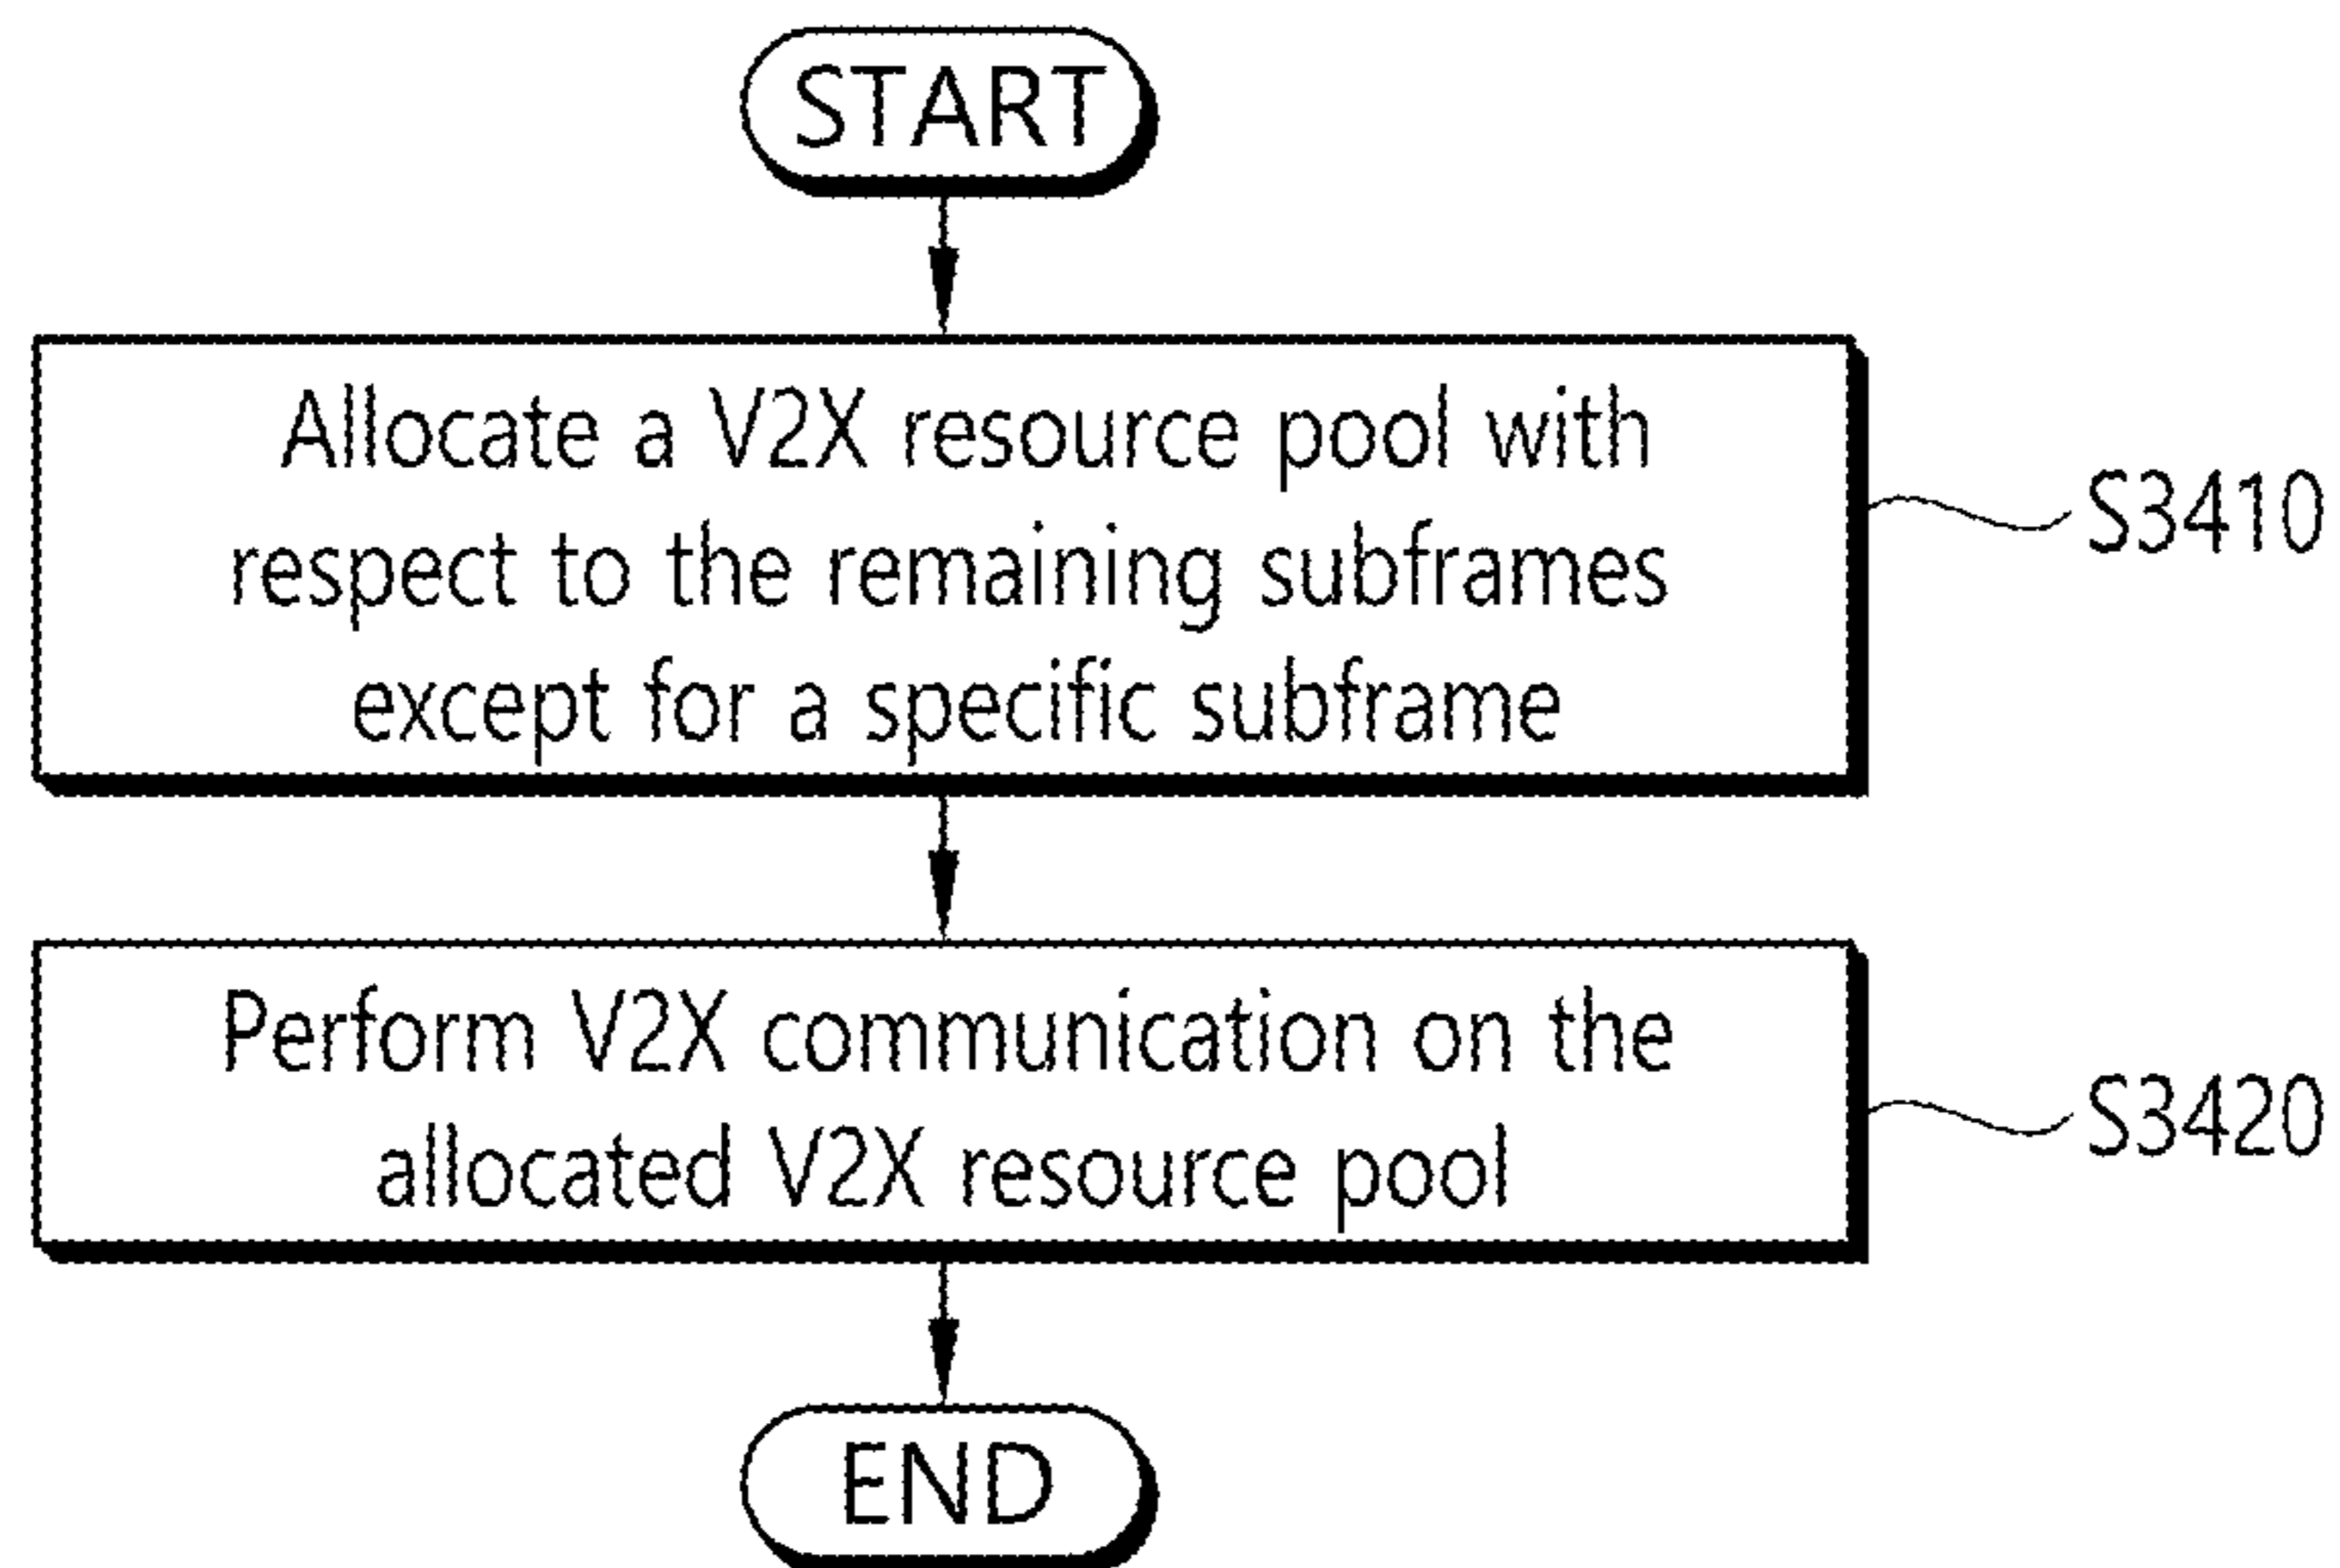 START
Allocate a V2X resource pool with
respect to the remaining subframes
except for a specific subframe
S3410
Perform V2X communication on the
allocated V2X resource pool
S3420
END